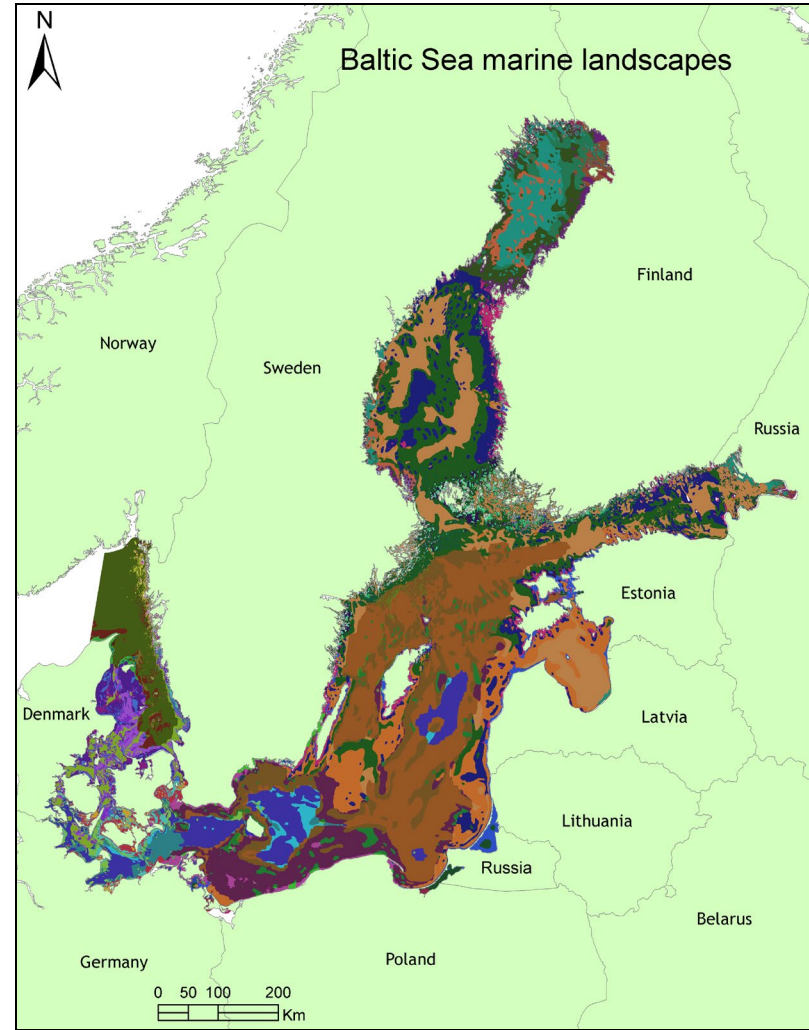 N
Baltic Sea marine landscapes
Finland
Norway
Sweden
Russia
Estonia
Denmark
Latvia
Lithuania
Russia
Belarus
Germany
Poland
0 50 100 200
Km